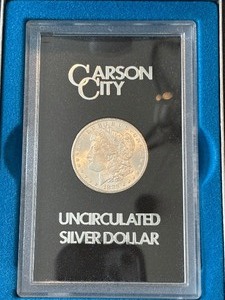 CARSON
CITY
UNCIRCULATED
SILVER DOLLAR